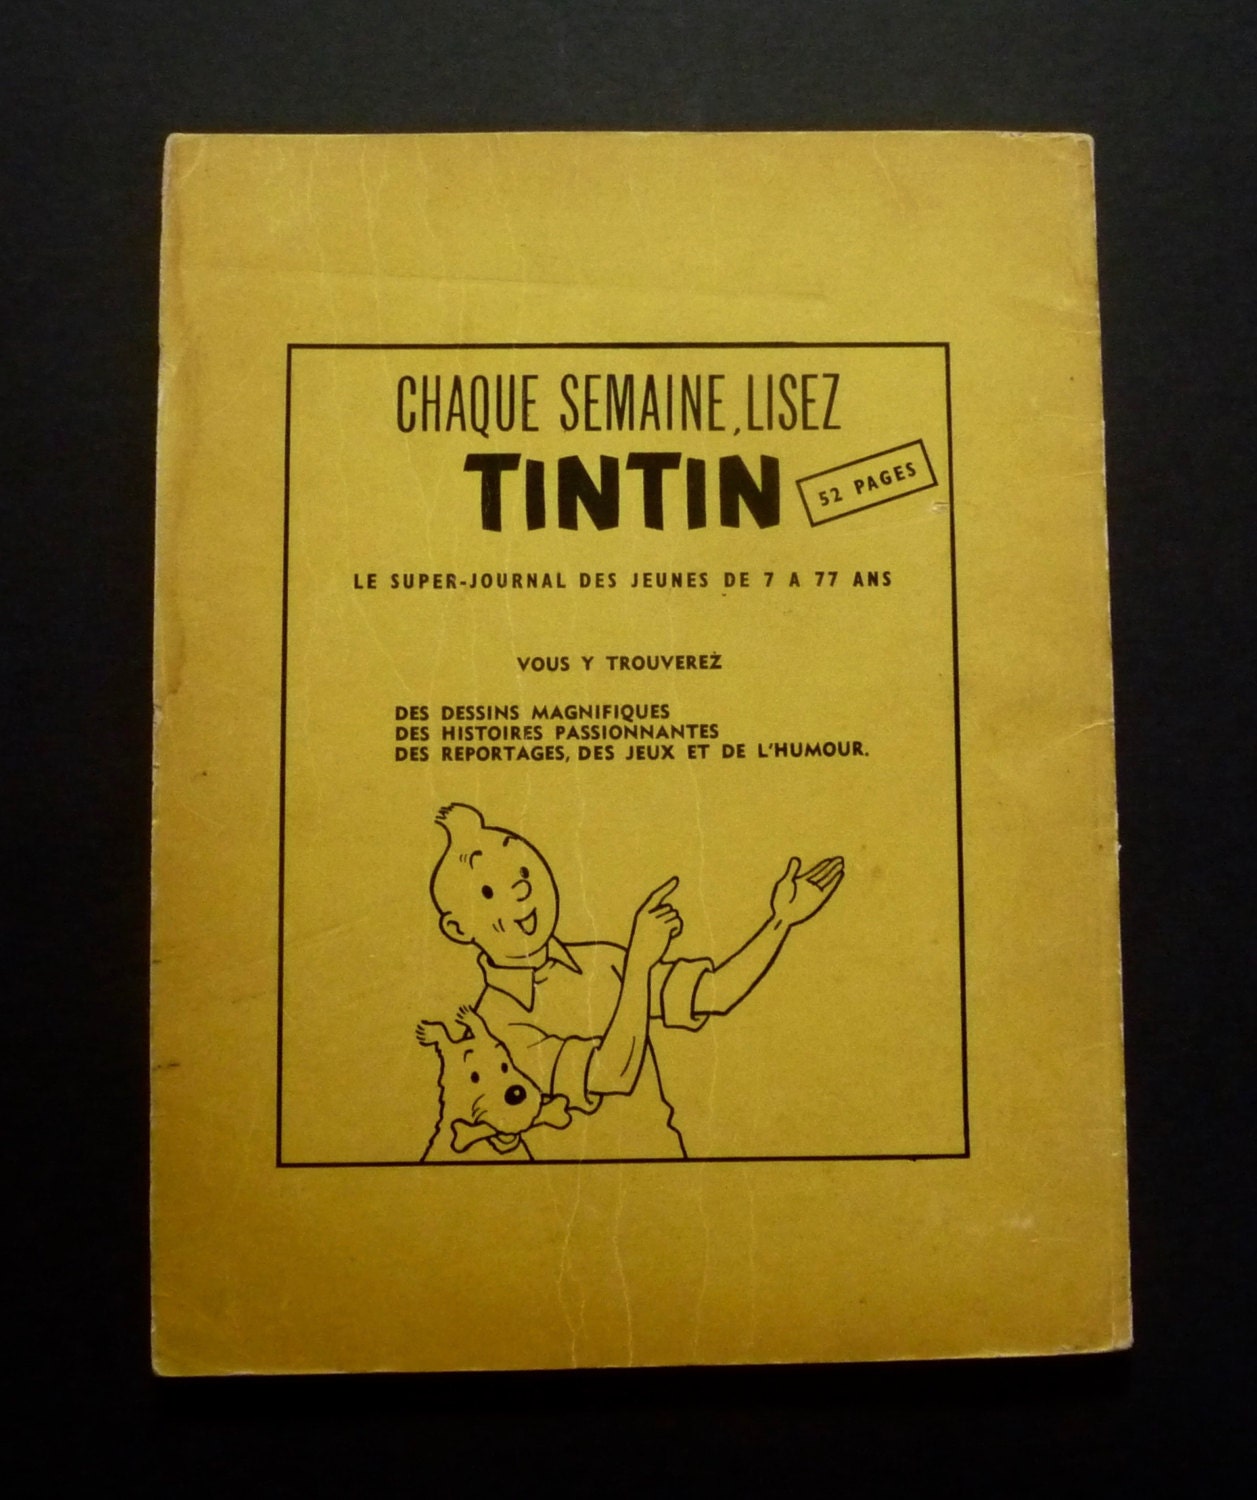 CHAQUE SEMAINE, LISEZ
TINTIN
52 PAGES
LE SUPER-JOURNAL DES JEUNES DE 7 A 77 ANS
VOUS Y TROUVEREZ
DES DESSINS MAGNIFIQUES
DES HISTOIRES PASSIONNANTES
DES REPORTAGES, DES JEUX ET DE L'HUMOUR.